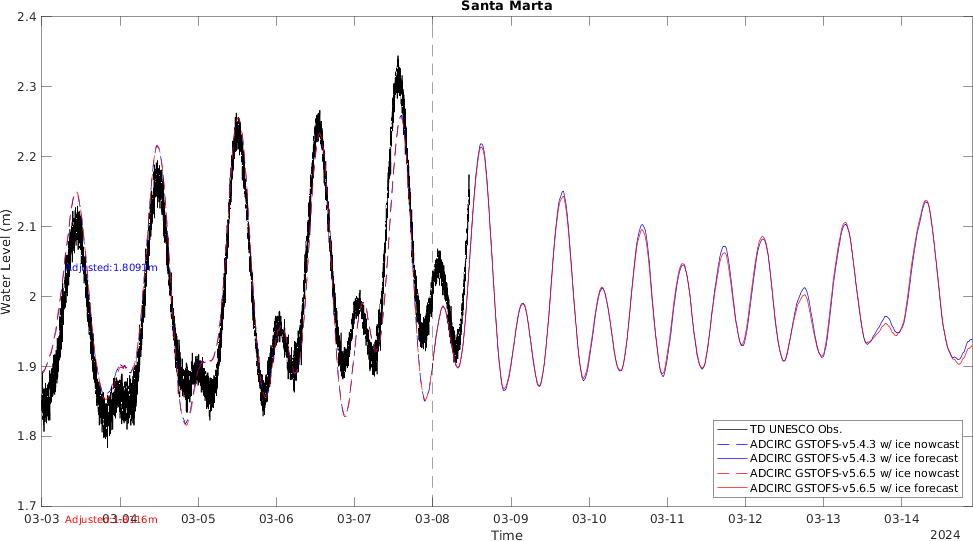 Santa Marta
2.4
2.3
2.2
2.1
2
1.9
1.8
1.7
Water Level (m)
Adjusted:1.8091m
TD UNESCO Obs.
ADCIRC GSTOFS-v5.4.3 w/ ice nowcast
ADCIRC GSTOFS-v5.4.3 w/ ice forecast
ADCIRC GSTOFS-v5.6.5 w/ ice nowcast
ADCIRC GSTOFS-v5.6.5 w/ ice forecast
03-03 03-04 03-05 03-06 03-07 03-08 03-09 03-10 03-11 03-12 03-13 03-14
Time
2024